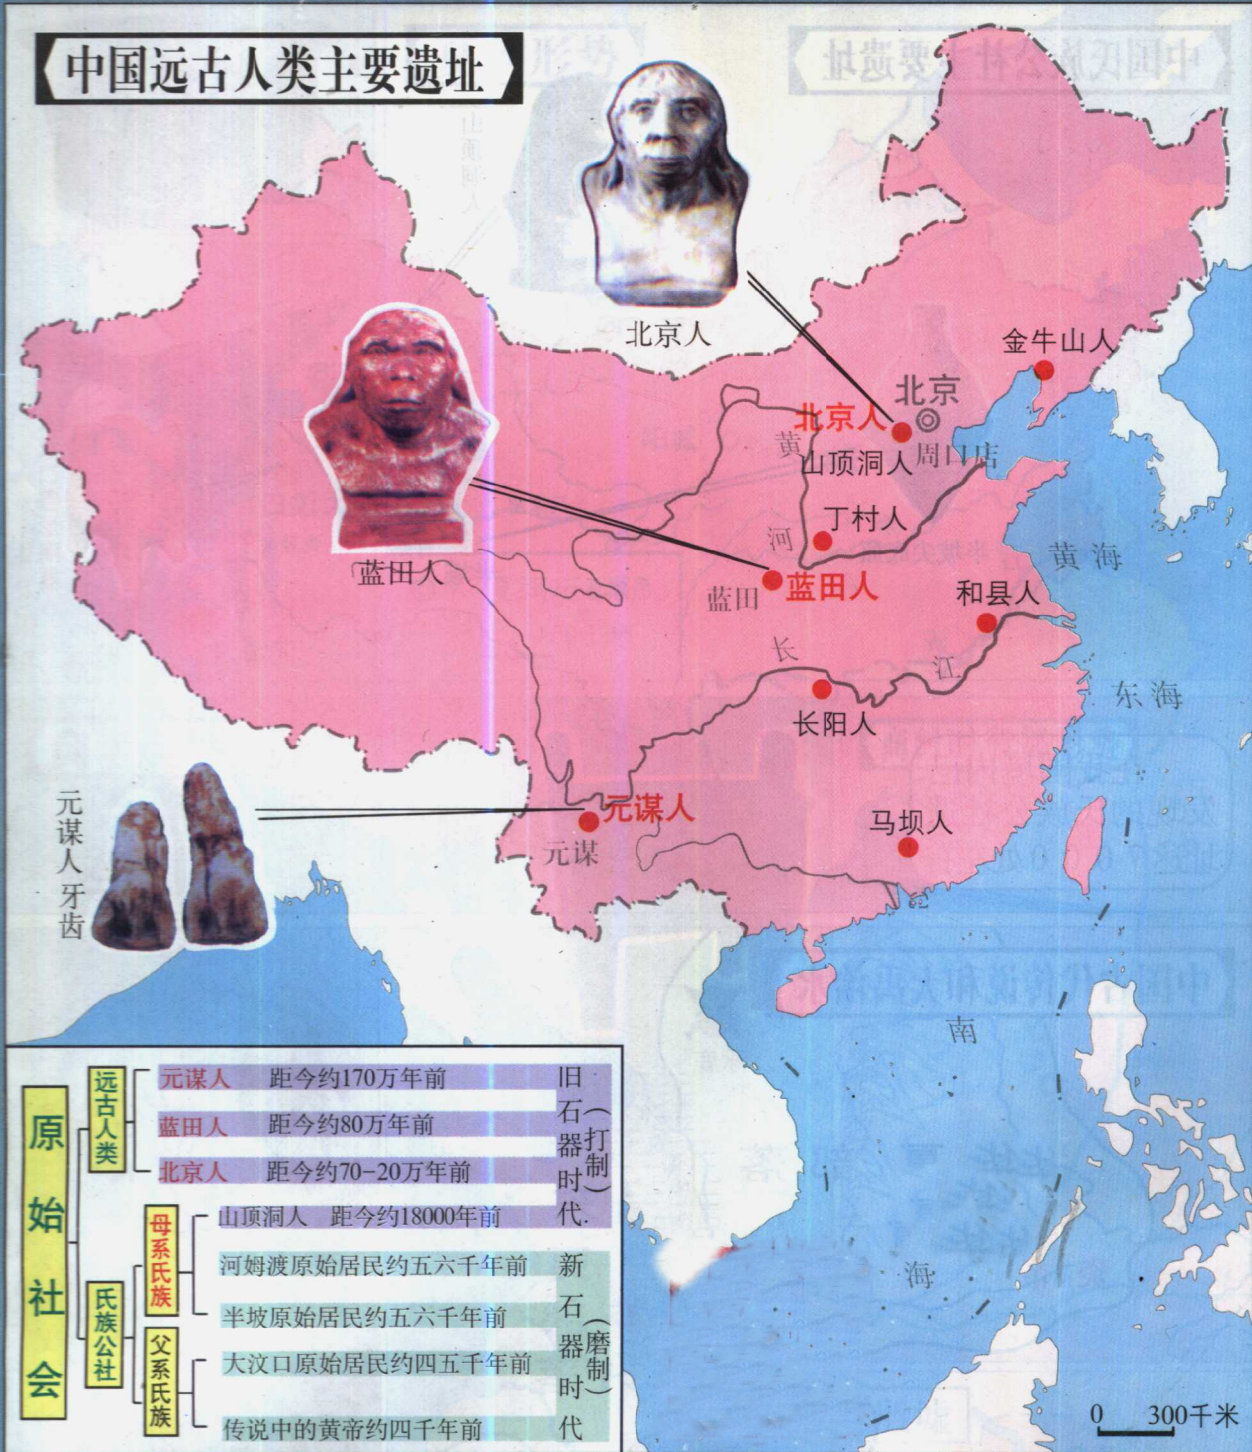 中国远古人类主要遗址
北京人
蓝田人
元谋人牙齿
金牛山人
北京
北京人
周口店
山顶洞人
黄
河
丁村人
蓝田
蓝田人
和县人
黄海
长
江
东海
长阳人
元谋人
元谋
马坝人
南
海
原始社会
远古人类
元谋人 距今约170万年前
蓝田人 距今约80万年前
北京人 距今约70-20万年前
旧石器时代(打制)
氏族公社
母系氏族
山顶洞人 距今约18000年前
河姆渡原始居民约五六千年前
半坡原始居民约五六千年前
父系氏族
大汶口原始居民约四五千年前
传说中的黄帝约四千年前
新石器时代(磨制)
0 300千米